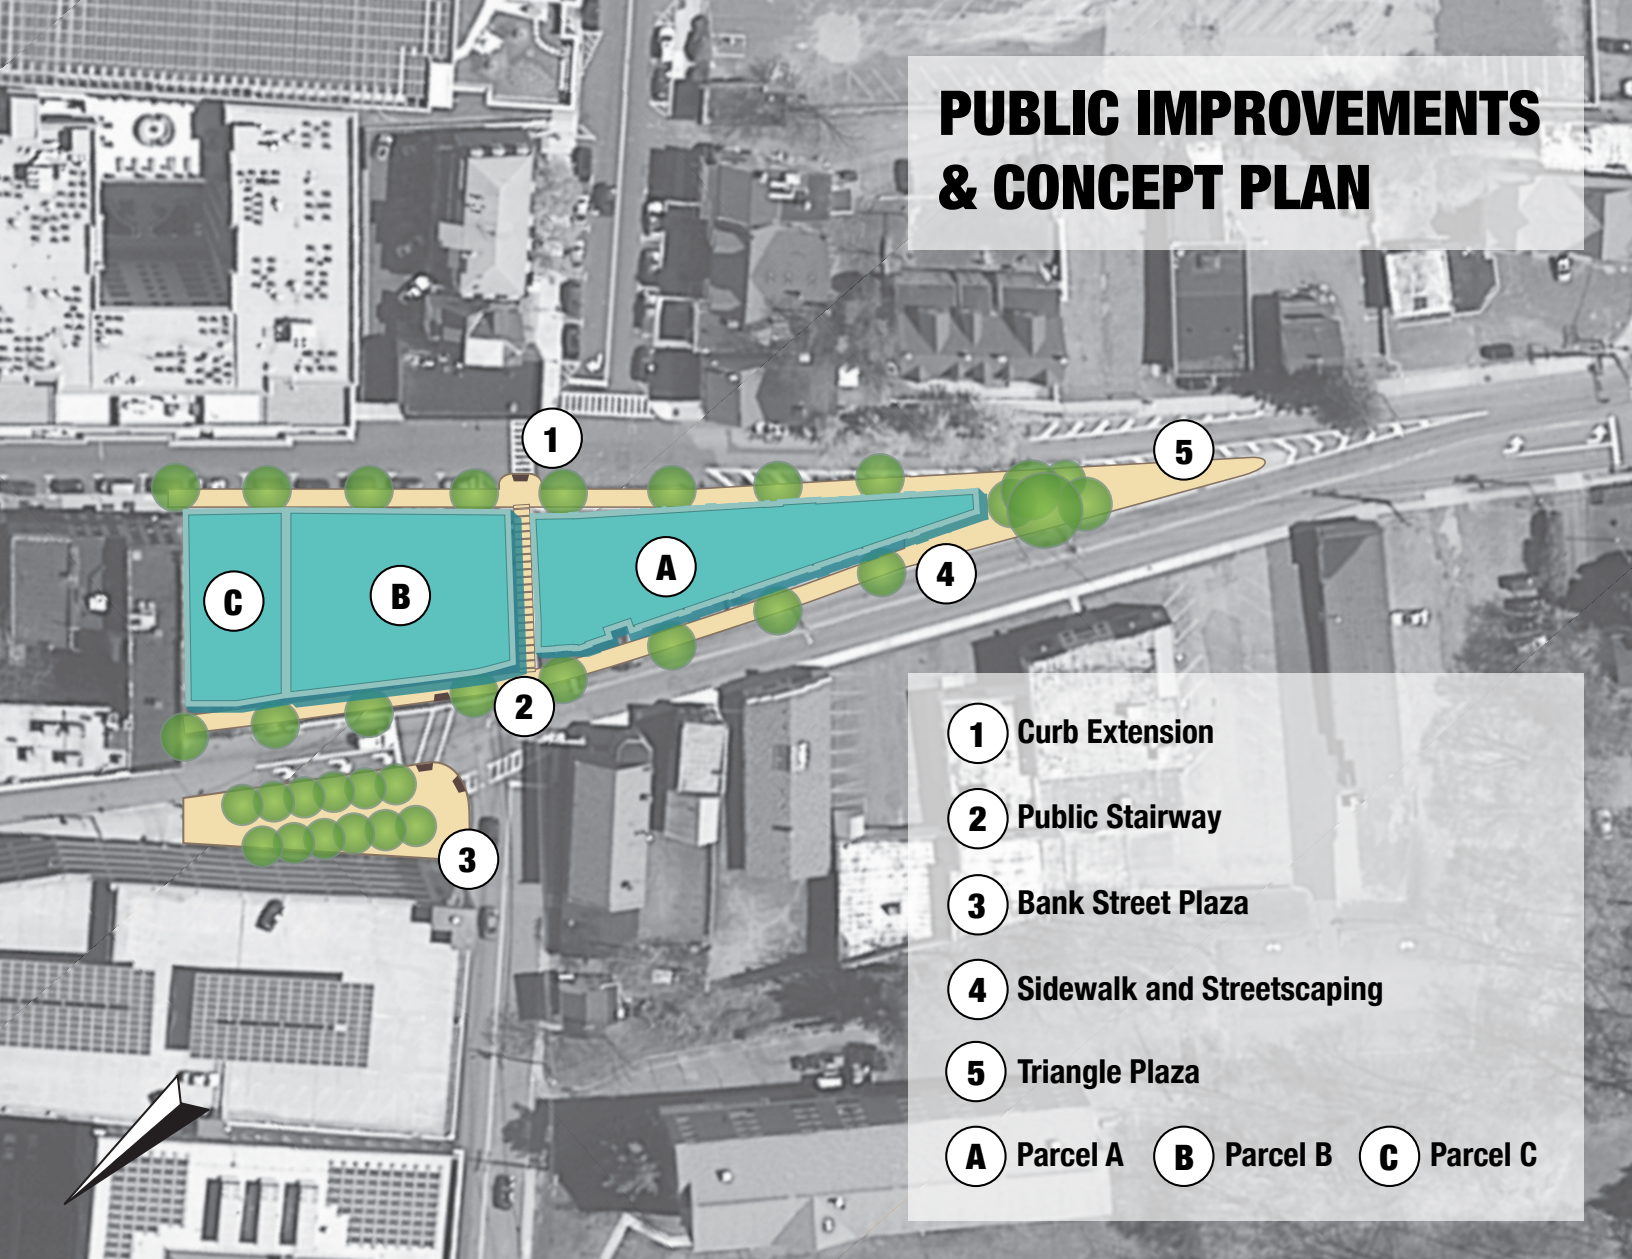 PUBLIC IMPROVEMENTS
& CONCEPT PLAN
1
5
A
4
B
C
2
3
1 Curb Extension
2 Public Stairway
3 Bank Street Plaza
4 Sidewalk and Streetscaping
5 Triangle Plaza
A Parcel A B Parcel B C Parcel C